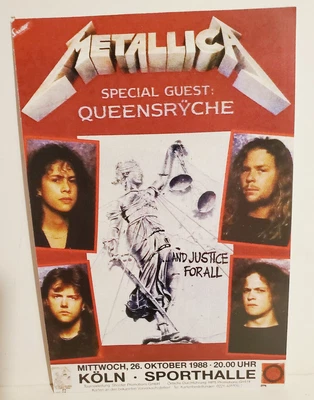 METALLICA
SPECIAL GUEST:
QUEENSRŸCHE
...AND JUSTICE
FOR ALL
MITTWOCH, 26. OKTOBER 1988 · 20.00 UHR
KÖLN · SPORTHALLE